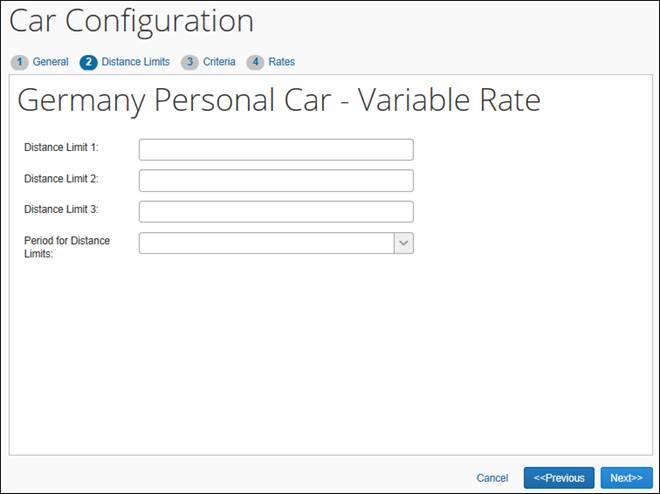 Car Configuration
1 General 2 Distance Limits 3 Criteria 4 Rates
Germany Personal Car - Variable Rate
Distance Limit 1:
Distance Limit 2:
Distance Limit 3:
Period for Distance
Limits:
Cancel <<Previous Next>>